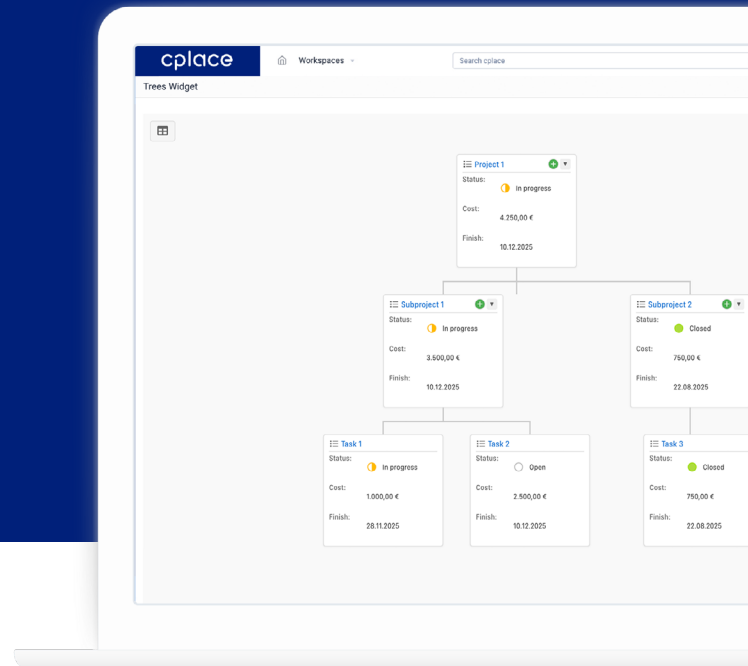 cplace
Workspaces
Search cplace
Trees Widget
Project 1
Status:
In progress
Cost:
4.250,00 €
Finish:
10.12.2025
Subproject 1
Status:
In progress
Cost:
3.500,00 €
Finish:
10.12.2025
Subproject 2
Status:
Closed
Cost:
750,00 €
Finish:
22.08.2025
Task 1
Status:
In progress
Cost:
1.000,00 €
Finish:
28.11.2025
Task 2
Status:
Open
Cost:
2.500,00 €
Finish:
10.12.2025
Task 3
Status:
Closed
Cost:
750,00 €
Finish:
22.08.2025